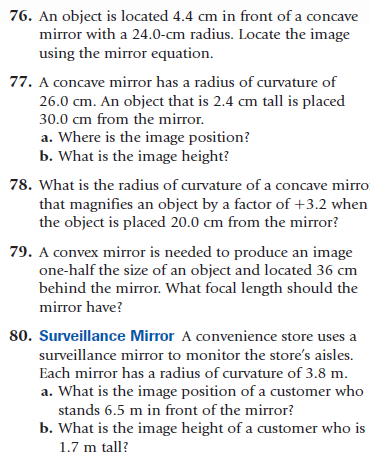 76. An object is located 4.4 cm in front of a concave
mirror with a 24.0-cm radius. Locate the image
using the mirror equation.
77. A concave mirror has a radius of curvature of
26.0 cm. An object that is 2.4 cm tall is placed
30.0 cm from the mirror.
a. Where is the image position?
b. What is the image height?
78. What is the radius of curvature of a concave mirro
that magnifies an object by a factor of +3.2 when
the object is placed 20.0 cm from the mirror?
79. A convex mirror is needed to produce an image
one-half the size of an object and located 36 cm
behind the mirror. What focal length should the
mirror have?
80. Surveillance Mirror A convenience store uses a
surveillance mirror to monitor the store's aisles.
Each mirror has a radius of curvature of 3.8 m.
a. What is the image position of a customer who
stands 6.5 m in front of the mirror?
b. What is the image height of a customer who is
1.7 m tall?